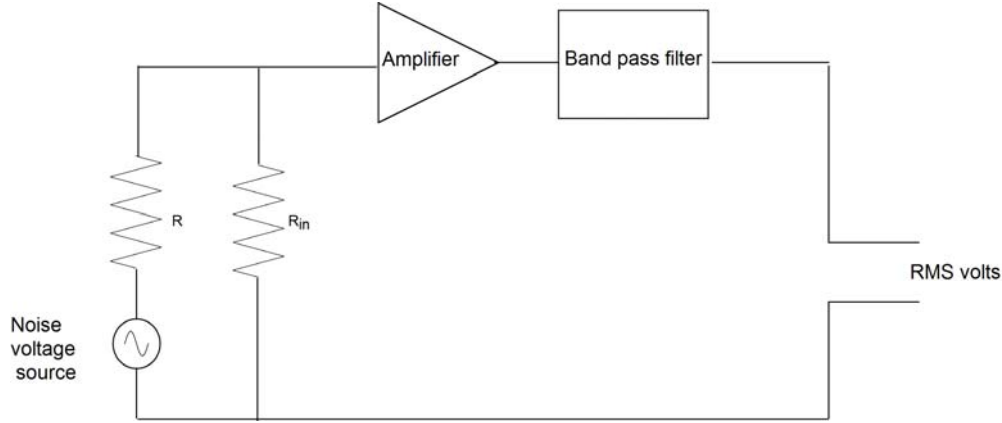 Amplifier
Band pass filter
R
Rin
RMS volts
Noise
voltage
source